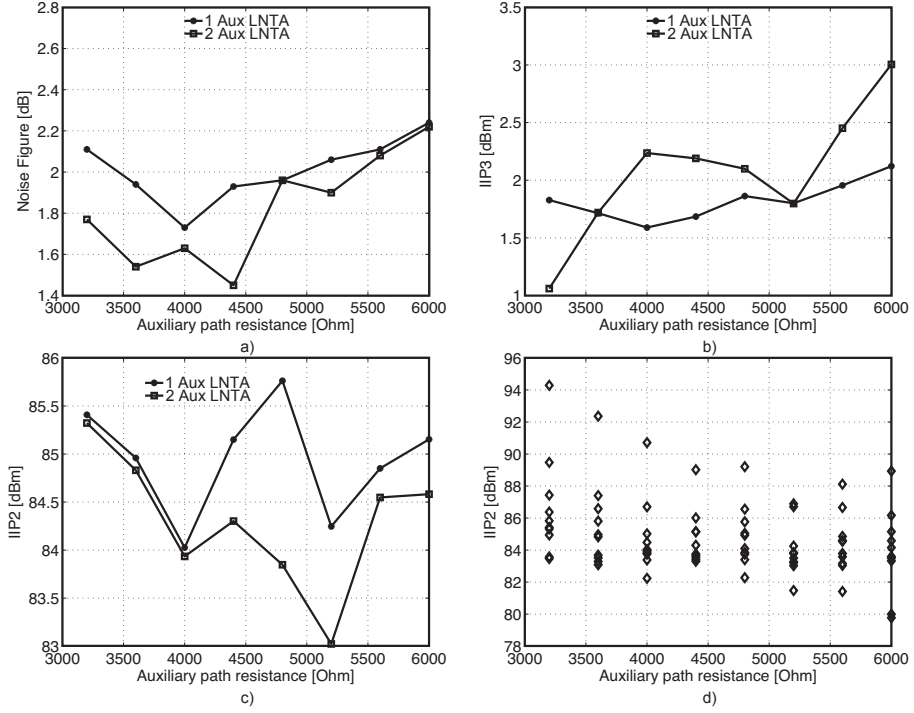 2.8
2.6
2.4
2.2
2
1.8
1.6
1.4
Noise Figure [dB]
1 Aux LNTA
2 Aux LNTA
3000 3500 4000 4500 5000 5500 6000
Auxiliary path resistance [Ohm]
a)
3.5
3
2.5
2
1.5
1
IIP3 [dBm]
1 Aux LNTA
2 Aux LNTA
3000 3500 4000 4500 5000 5500 6000
Auxiliary path resistance [Ohm]
b)
86
85.5
85
84.5
84
83.5
83
IIP2 [dBm]
1 Aux LNTA
2 Aux LNTA
3000 3500 4000 4500 5000 5500 6000
Auxiliary path resistance [Ohm]
c)
96
94
92
90
88
86
84
82
80
78
IIP2 [dBm]
3000 3500 4000 4500 5000 5500 6000
Auxiliary path resistance [Ohm]
d)